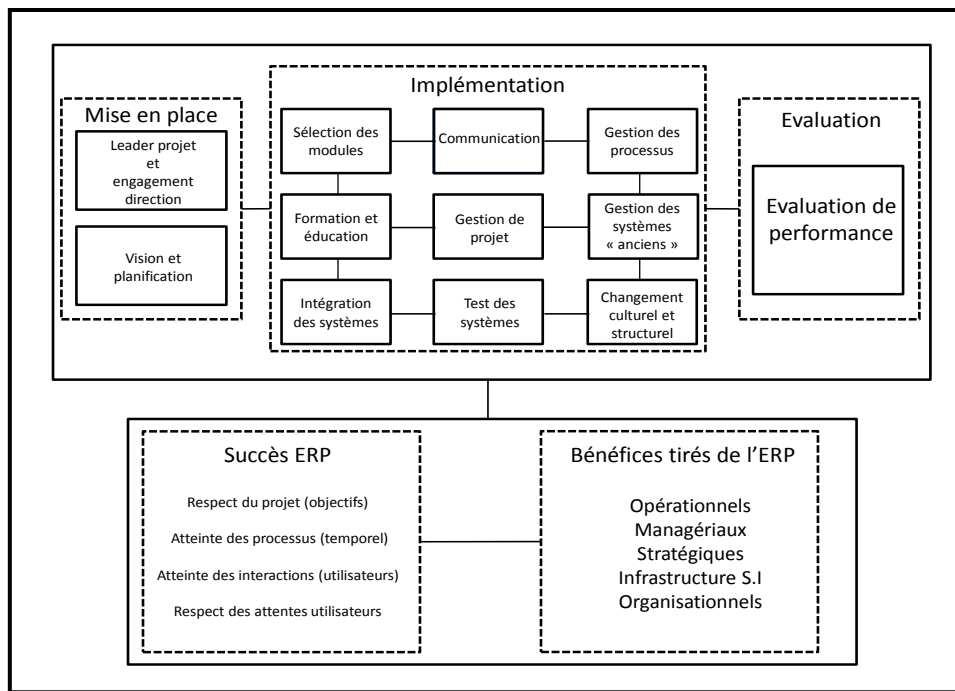 Mise en place
Leader projet
et
engagement
direction
Vision et
planification
Implémentation
Sélection des
modules
Communication
Gestion des
processus
Formation et
éducation
Gestion de
projet
Gestion des
systèmes
« anciens »
Intégration
des systèmes
Test des
systèmes
Changement
culturel et
structurel
Evaluation
Evaluation de
performance
Succès ERP
Respect du projet (objectifs)
Atteinte des processus (temporel)
Atteinte des interactions (utilisateurs)
Respect des attentes utilisateurs
Bénéfices tirés de l’ERP
Opérationnels
Managériaux
Stratégiques
Infrastructure S.I
Organisationnels